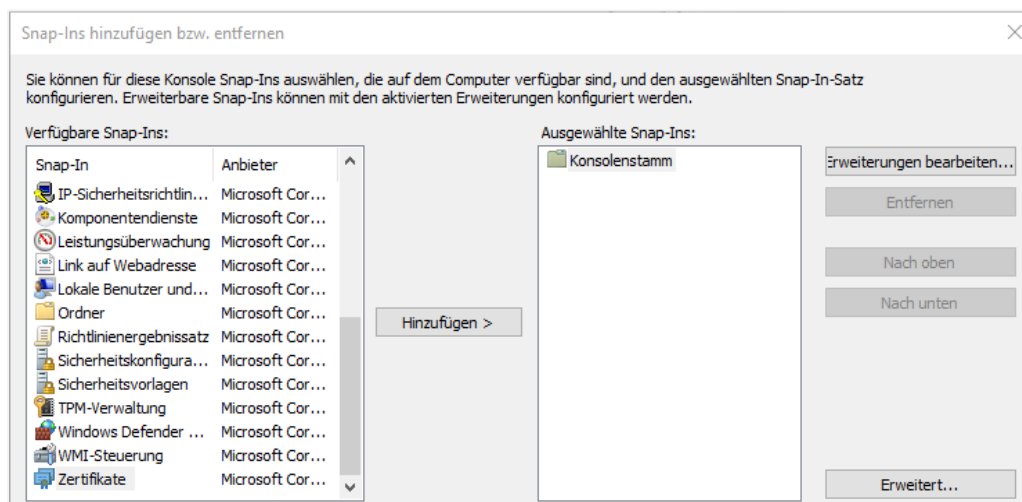 Snap-Ins hinzufügen bzw. entfernen
Sie können für diese Konsole Snap-Ins auswählen, die auf dem Computer verfügbar sind, und den ausgewählten Snap-In-Satz
konfigurieren. Erweiterbare Snap-Ins können mit den aktivierten Erweiterungen konfiguriert werden.
Verfügbare Snap-Ins:
Snap-In Anbieter
IP-Sicherheitsrichtlin... Microsoft Cor...
Komponentendienste Microsoft Cor...
Leistungsüberwachung Microsoft Cor...
Link auf Webadresse Microsoft Cor...
Lokale Benutzer und... Microsoft Cor...
Ordner Microsoft Cor...
Richtlinienergebnissatz Microsoft Cor...
Sicherheitskonfigura... Microsoft Cor...
Sicherheitsvorlagen Microsoft Cor...
TPM-Verwaltung Microsoft Cor...
Windows Defender ... Microsoft Cor...
WMI-Steuerung Microsoft Cor...
Zertifikate Microsoft Cor...
Hinzufügen >
Ausgewählte Snap-Ins:
Konsolenstamm
Erweiterungen bearbeiten...
Entfernen
Nach oben
Nach unten
Erweitert...